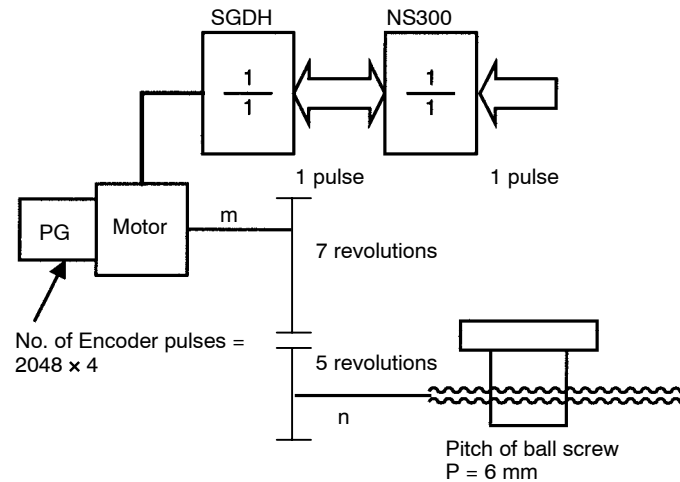 SGDH
NS300
1
1
1
1
1 pulse
1 pulse
PG
Motor
m
7 revolutions
No. of Encoder pulses =
2048 × 4
5 revolutions
n
Pitch of ball screw
P = 6 mm